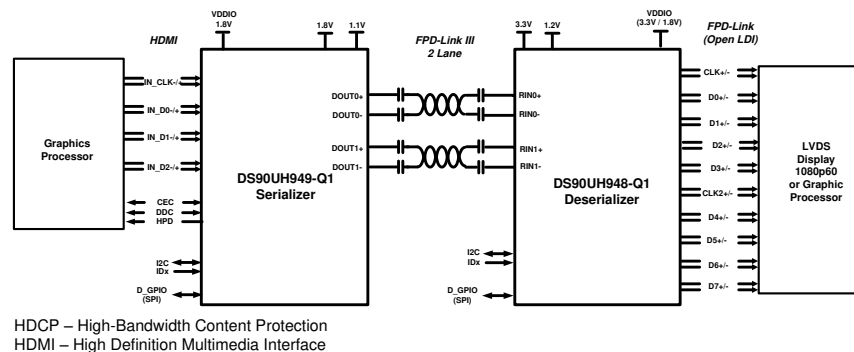 HDMI
VDDIO
1.8V
1.8V
1.1V
FPD-Link III
2 Lane
3.3V
1.2V
VDDIO
(3.3V / 1.8V)
FPD-Link
(Open LDI)
Graphics
Processor
IN_CLK-/+
IN_D0-/+
IN_D1-/+
IN_D2-/+
CEC
DDC
HPD
I2C
IDx
D_GPIO
(SPI)
DOUT0+
DOUT0-
DOUT1+
DOUT1-
DS90UH949-Q1
Serializer
RIN0+
RIN0-
RIN1+
RIN1-
DS90UH948-Q1
Deserializer
I2C
IDx
D_GPIO
(SPI)
CLK+/-
D0+/-
D1+/-
D2+/-
D3+/-
CLK2+/-
D4+/-
D5+/-
D6+/-
D7+/-
LVDS
Display
1080p60
or Graphic
Processor
HDCP – High-Bandwidth Content Protection
HDMI – High Definition Multimedia Interface